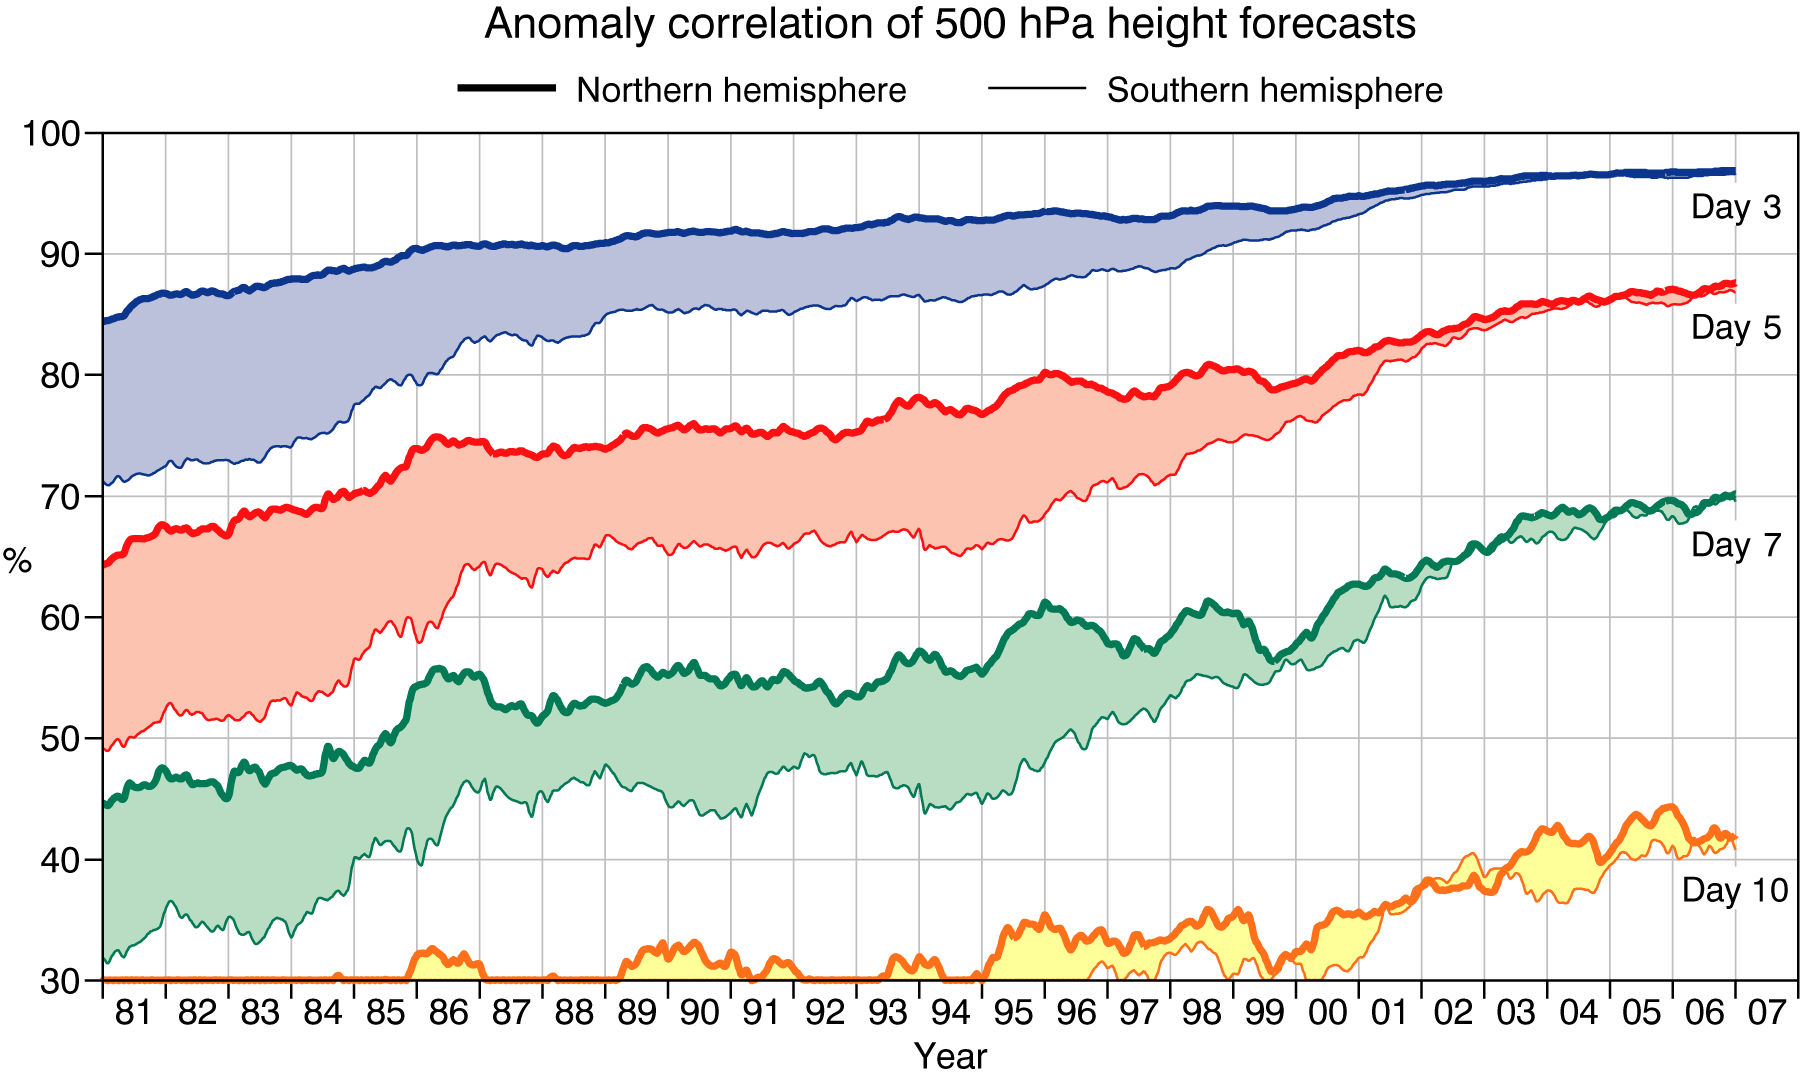 Anomaly correlation of 500 hPa height forecasts
Northern hemisphere Southern hemisphere
100
90
80
70
60
50
40
30
%
Day 3
Day 5
Day 7
Day 10
81 82 83 84 85 86 87 88 89 90 91 92 93 94 95 96 97 98 99 00 01 02 03 04 05 06 07
Year